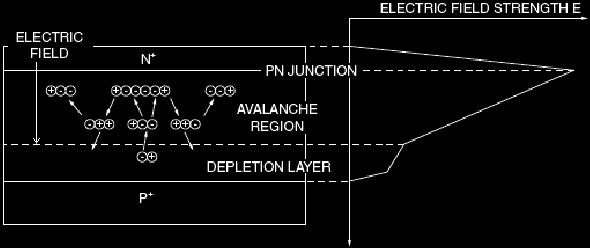 ELECTRIC FIELD STRENGTH E
ELECTRIC
FIELD
N+
PN JUNCTION
AVALANCHE
REGION
DEPLETION LAYER
P+